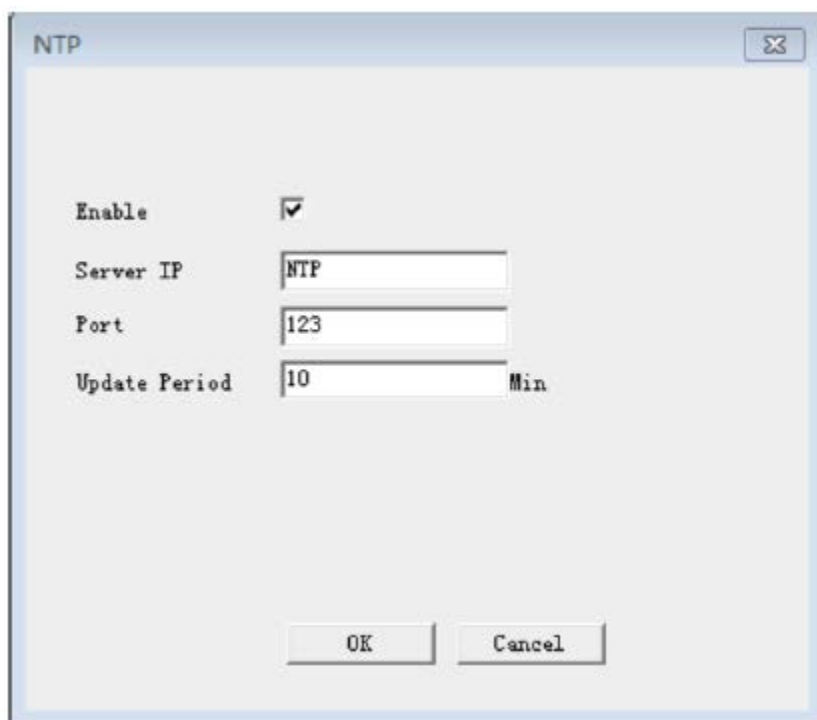 NTP
Enable
Server IP NTP
Port 123
Update Period 10 Min
OK Cancel